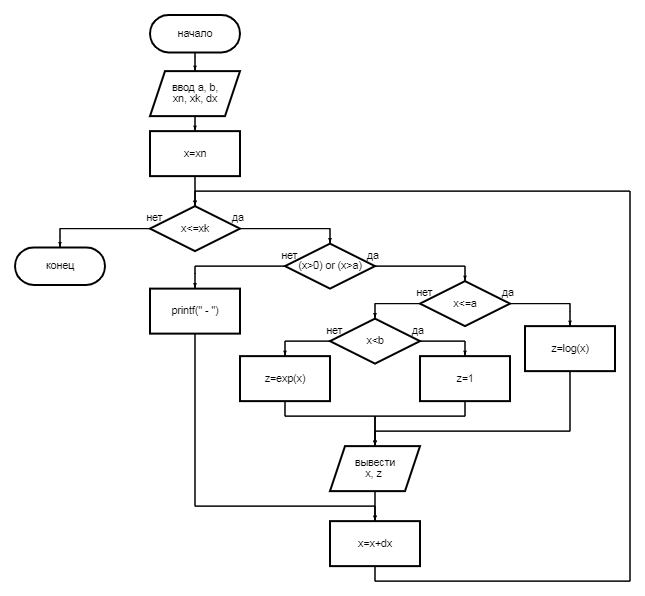 начало
ввод a, b,
xn, xk, dx
x=xn
нет
да
x<=xk
конец
нет
да
(x>0) or (x>a)
printf(" - ")
нет
да
x<=a
нет
да
x<b
z=log(x)
z=exp(x)
z=1
вывести
x, z
x=x+dx